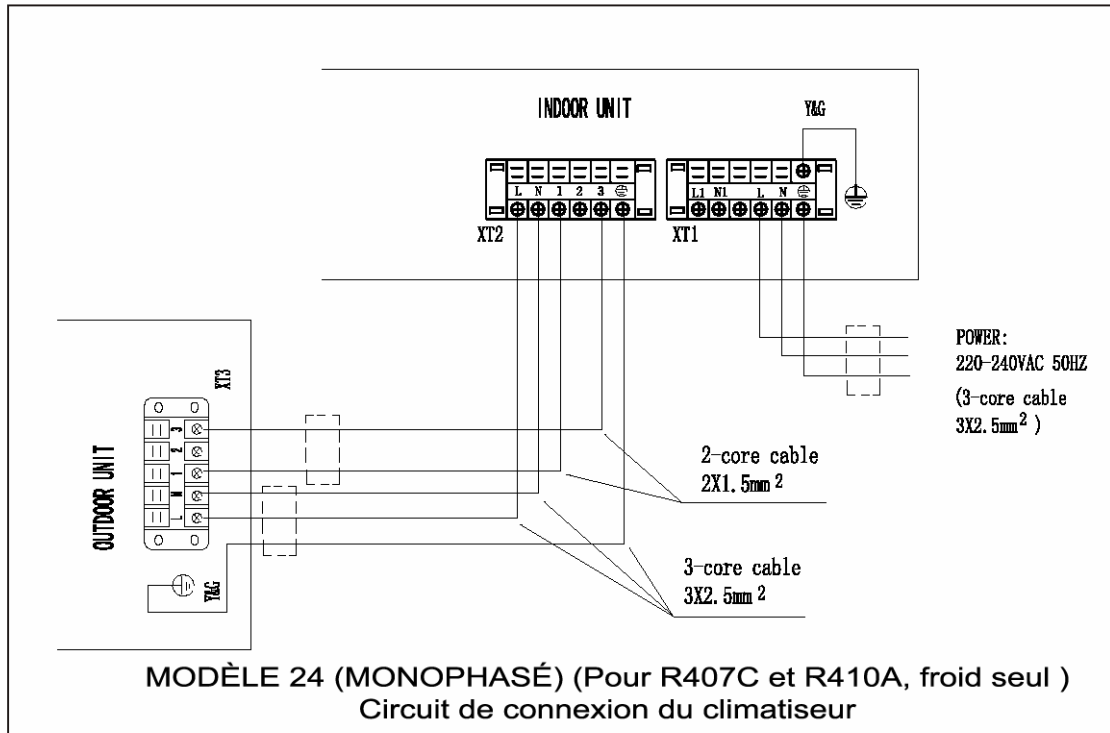 INDOOR UNIT
Y&G
L N 1 2 3
L1 N1 L N
XT2
XT1
POWER:
220-240VAC 50HZ
(3-core cable
3X2.5mm²)
XT3
3
2
1
N
L
OUTDOOR UNIT
Y&G
2-core cable
2X1.5mm²
3-core cable
3X2.5mm²
MODÈLE 24 (MONOPHASÉ) (Pour R407C et R410A, froid seul )
Circuit de connexion du climatiseur